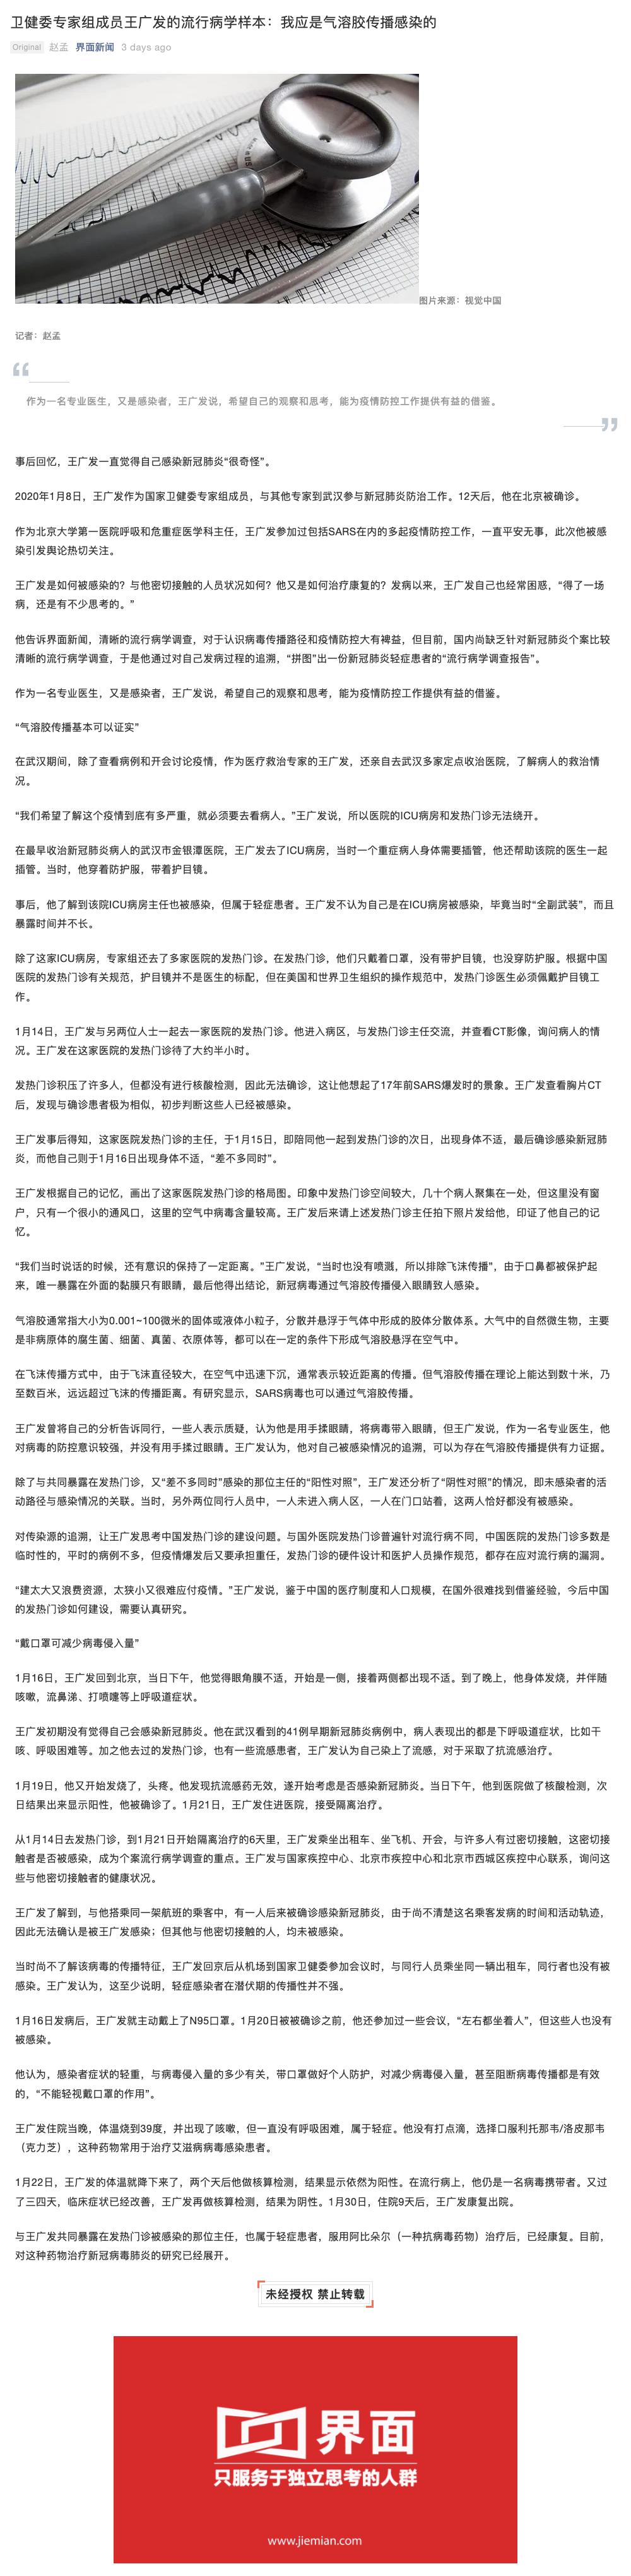 卫健委专家组成员王广发的流行病学样本：我应是气溶胶传播感染的
Original 赵孟 界面新闻 3 days ago
图片来源：视觉中国
记者：赵孟
“
作为一名专业医生，又是感染者，王广发说，希望自己的观察和思考，能为疫情防控工作提供有益的借鉴。
”
事后回忆，王广发一直觉得自己感染新冠肺炎“很奇怪”。
2020年1月8日，王广发作为国家卫健委专家组成员，与其他专家到武汉参与新冠肺炎防治工作。12天后，他在北京被确诊。
作为北京大学第一医院呼吸和危重症医学科主任，王广发参加过包括SARS在内的多起疫情防控工作，一直平安无事，此次他被感
染引发舆论热切关注。
王广发是如何被感染的？与他密切接触的人员状况如何？他又是如何治疗康复的？发病以来，王广发自己也经常困惑，“得了一场
病，还是有不少思考的。”
他告诉界面新闻，清晰的流行病学调查，对于认识病毒传播路径和疫情防控大有裨益，但目前，国内尚缺乏针对新冠肺炎个案比较
清晰的流行病学调查，于是他通过对自己发病过程的追溯，“拼图”出一份新冠肺炎轻症患者的“流行病学调查报告”。
作为一名专业医生，又是感染者，王广发说，希望自己的观察和思考，能为疫情防控工作提供有益的借鉴。
“气溶胶传播基本可以证实”
在武汉期间，除了查看病例和开会讨论疫情，作为医疗救治专家的王广发，还亲自去武汉多家定点收治医院，了解病人的救治情
况。
“我们希望了解这个疫情到底有多严重，就必须要去看病人。”王广发说，所以医院的ICU病房和发热门诊无法绕开。
在最早收治新冠肺炎病人的武汉市金银潭医院，王广发去了ICU病房，当时一个重症病人身体需要插管，他还帮助该院的医生一起
插管。当时，他穿着防护服，带着护目镜。
事后，他了解到该院ICU病房主任也被感染，但属于轻症患者。王广发不认为自己是在ICU病房被感染，毕竟当时“全副武装”，而且
暴露时间并不长。
除了这家ICU病房，专家组还去了多家医院的发热门诊。在发热门诊，他们只戴着口罩，没有带护目镜，也没穿防护服。根据中国
医院的发热门诊有关规范，护目镜并不是医生的标配，但在美国和世界卫生组织的操作规范中，发热门诊医生必须佩戴护目镜工
作。
1月14日，王广发与另两位人士一起去一家医院的发热门诊。他进入病区，与发热门诊主任交流，并查看CT影像，询问病人的情
况。王广发在这家医院的发热门诊待了大约半小时。
发热门诊积压了许多人，但都没有进行核酸检测，因此无法确诊，这让他想起了17年前SARS爆发时的景象。王广发查看胸片CT
后，发现与确诊患者极为相似，初步判断这些人已经被感染。
王广发事后得知，这家医院发热门诊的主任，于1月15日，即陪同他一起到发热门诊的次日，出现身体不适，最后确诊感染新冠肺
炎，而他自己则于1月16日出现身体不适，“差不多同时”。
王广发根据自己的记忆，画出了这家医院发热门诊的格局图。印象中发热门诊空间较大，几十个病人聚集在一处，但这里没有窗
户，只有一个很小的通风口，这里的空气中病毒含量较高。王广发后来请上述发热门诊主任拍下照片发给他，印证了他自己的记
忆。
“我们当时说话的时候，还有意识的保持了一定距离。”王广发说，“当时也没有喷溅，所以排除飞沫传播”，由于口鼻都被保护起
来，唯一暴露在外面的黏膜只有眼睛，最后他得出结论，新冠病毒通过气溶胶传播侵入眼睛致人感染。
气溶胶通常指大小为0.001~100微米的固体或液体小粒子，分散并悬浮于气体中形成的胶体分散体系。大气中的自然微生物，主要
是非病原体的腐生菌、细菌、真菌、衣原体等，都可以在一定的条件下形成气溶胶悬浮在空气中。
在飞沫传播方式中，由于飞沫直径较大，在空气中迅速下沉，通常表示较近距离的传播。但气溶胶传播在理论上能达到数十米，乃
至数百米，远远超过飞沫的传播距离。有研究显示，SARS病毒也可以通过气溶胶传播。
王广发曾将自己的分析告诉同行，一些人表示质疑，认为他是用手揉眼睛，将病毒带入眼睛，但王广发说，作为一名专业医生，他
对病毒的防控意识较强，并没有用手揉过眼睛。王广发认为，他对自己被感染情况的追溯，可以为存在气溶胶传播提供有力证据。
除了与共同暴露在发热门诊，又“差不多同时”感染的那位主任的“阳性对照”，王广发还分析了“阴性对照”的情况，即未感染者的活
动路径与感染情况的关联。当时，另外两位同行人员中，一人未进入病人区，一人在门口站着，这两人恰好都没有被感染。
对传染源的追溯，让王广发思考中国发热门诊的建设问题。与国外医院发热门诊普遍针对流行病不同，中国医院的发热门诊多数是
临时性的，平时的病例不多，但疫情爆发后又要承担重任，发热门诊的硬件设计和医护人员操作规范，都存在应对流行病的漏洞。
“建太大又浪费资源，太狭小又很难应付疫情。”王广发说，鉴于中国的医疗制度和人口规模，在国外很难找到借鉴经验，今后中国
的发热门诊如何建设，需要认真研究。
“戴口罩可减少病毒侵入量”
1月16日，王广发回到北京，当日下午，他觉得眼角膜不适，开始是一侧，接着两侧都出现不适。到了晚上，他身体发烧，并伴随
咳嗽，流鼻涕、打喷嚏等上呼吸道症状。
王广发初期没有觉得自己会感染新冠肺炎。他在武汉看到的41例早期新冠肺炎病例中，病人表现出的都是下呼吸道症状，比如干
咳、呼吸困难等。加之他去过的发热门诊，也有一些流感患者，王广发认为自己染上了流感，对于采取了抗流感治疗。
1月19日，他又开始发烧了，头疼。他发现抗流感药无效，遂开始考虑是否感染新冠肺炎。当日下午，他到医院做了核酸检测，次
日结果出来显示阳性，他被确诊了。1月21日，王广发住进医院，接受隔离治疗。
从1月14日去发热门诊，到1月21日开始隔离治疗的6天里，王广发乘坐出租车、坐飞机、开会，与许多人有过密切接触，这密切接
触者是否被感染，成为个案流行病学调查的重点。王广发与国家疾控中心、北京市疾控中心和北京市西城区疾控中心联系，询问这
些与他密切接触者的健康状况。
王广发了解到，与他搭乘同一架航班的乘客中，有一人后来被确诊感染新冠肺炎，由于尚不清楚这名乘客发病的时间和活动轨迹，
因此无法确认是被王广发感染；但其他与他密切接触的人，均未被感染。
当时尚不了解该病毒的传播特征，王广发回京后从机场到国家卫健委参加会议时，与同行人员乘坐同一辆出租车，同行者也没有被
感染。王广发认为，这至少说明，轻症感染者在潜伏期的传播性并不强。
1月16日发病后，王广发就主动戴上了N95口罩。1月20日被被确诊之前，他还参加过一些会议，“左右都坐着人”，但这些人也没有
被感染。
他认为，感染者症状的轻重，与病毒侵入量的多少有关，带口罩做好个人防护，对减少病毒侵入量，甚至阻断病毒传播都是有效
的，“不能轻视戴口罩的作用”。
王广发住院当晚，体温烧到39度，并出现了咳嗽，但一直没有呼吸困难，属于轻症。他没有打点滴，选择口服利托那韦/洛皮那韦
（克力芝），这种药物常用于治疗艾滋病病毒感染患者。
1月22日，王广发的体温就降下来了，两个天后他做核算检测，结果显示依然为阳性。在流行病上，他仍是一名病毒携带者。又过
了三四天，临床症状已经改善，王广发再做核算检测，结果为阴性。1月30日，住院9天后，王广发康复出院。
与王广发共同暴露在发热门诊被感染的那位主任，也属于轻症患者，服用阿比朵尔（一种抗病毒药物）治疗后，已经康复。目前，
对这种药物治疗新冠病毒肺炎的研究已经展开。
未经授权 禁止转载
界面
只服务于独立思考的人群
www.jiemian.com